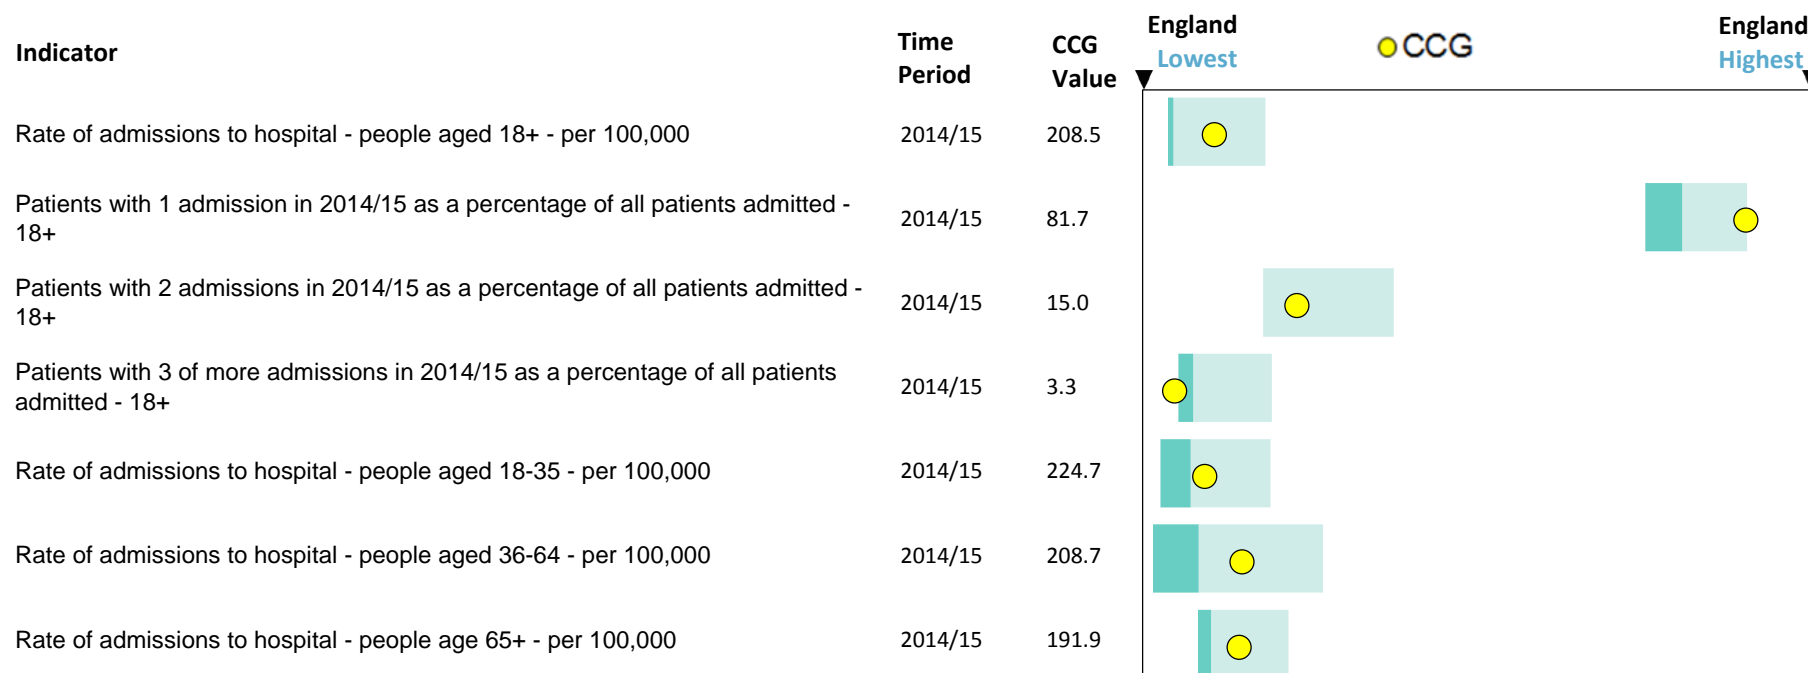 Indicator
Time
Period
CCG
Value
England
Lowest
CCG
England
Highest
Rate of admissions to hospital - people aged 18+ - per 100,000
2014/15
208.5
Patients with 1 admission in 2014/15 as a percentage of all patients admitted -
18+
2014/15
81.7
Patients with 2 admissions in 2014/15 as a percentage of all patients admitted -
18+
2014/15
15.0
Patients with 3 of more admissions in 2014/15 as a percentage of all patients
admitted - 18+
2014/15
3.3
Rate of admissions to hospital - people aged 18-35 - per 100,000
2014/15
224.7
Rate of admissions to hospital - people aged 36-64 - per 100,000
2014/15
208.7
Rate of admissions to hospital - people age 65+ - per 100,000
2014/15
191.9